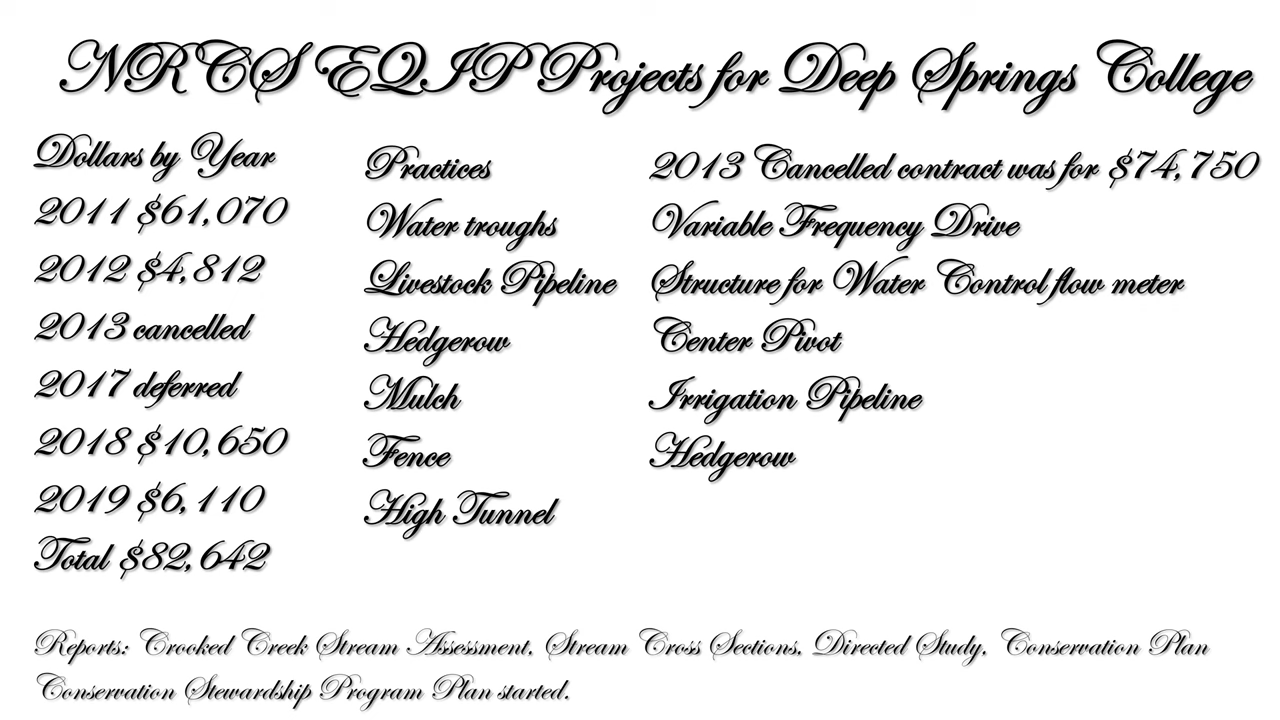 NRCS EQIP Projects for Deep Springs College
Dollars by Year
2011 $61,070
2012 $4,812
2013 cancelled
2017 deferred
2018 $10,650
2019 $6,110
Total $82,642
Practices
Water troughs
Livestock Pipeline
Hedgerow
Mulch
Fence
High Tunnel
2013 Cancelled contract was for $74,750
Variable Frequency Drive
Structure for Water Control flow meter
Center Pivot
Irrigation Pipeline
Hedgerow
Reports: Crooked Creek Stream Assessment, Stream Cross Sections, Directed Study, Conservation Plan
Conservation Stewardship Program Plan started.